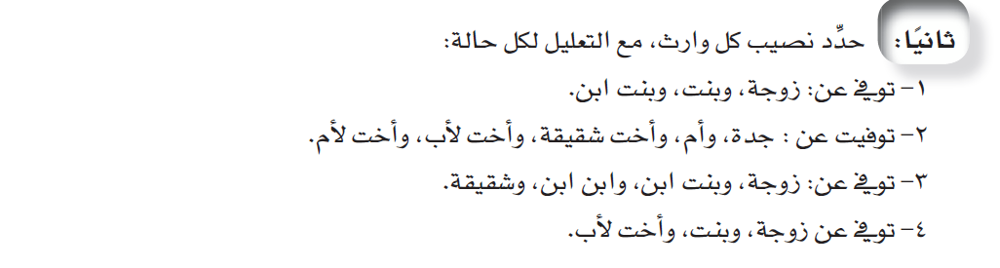 ثانيًا: حدِّد نصيب كل وارث، مع التعليل لكل حالة:
١- توفي عن: زوجة، وبنت، وبنت ابن.
٢- توفيت عن : جدة، وأم، وأخت شقيقة، وأخت لأب، وأخت لأم.
٣- توفي عن: زوجة، وبنت ابن، وابن ابن، وشقيقة.
٤- توفي عن زوجة، وبنت، وأخت لأب.